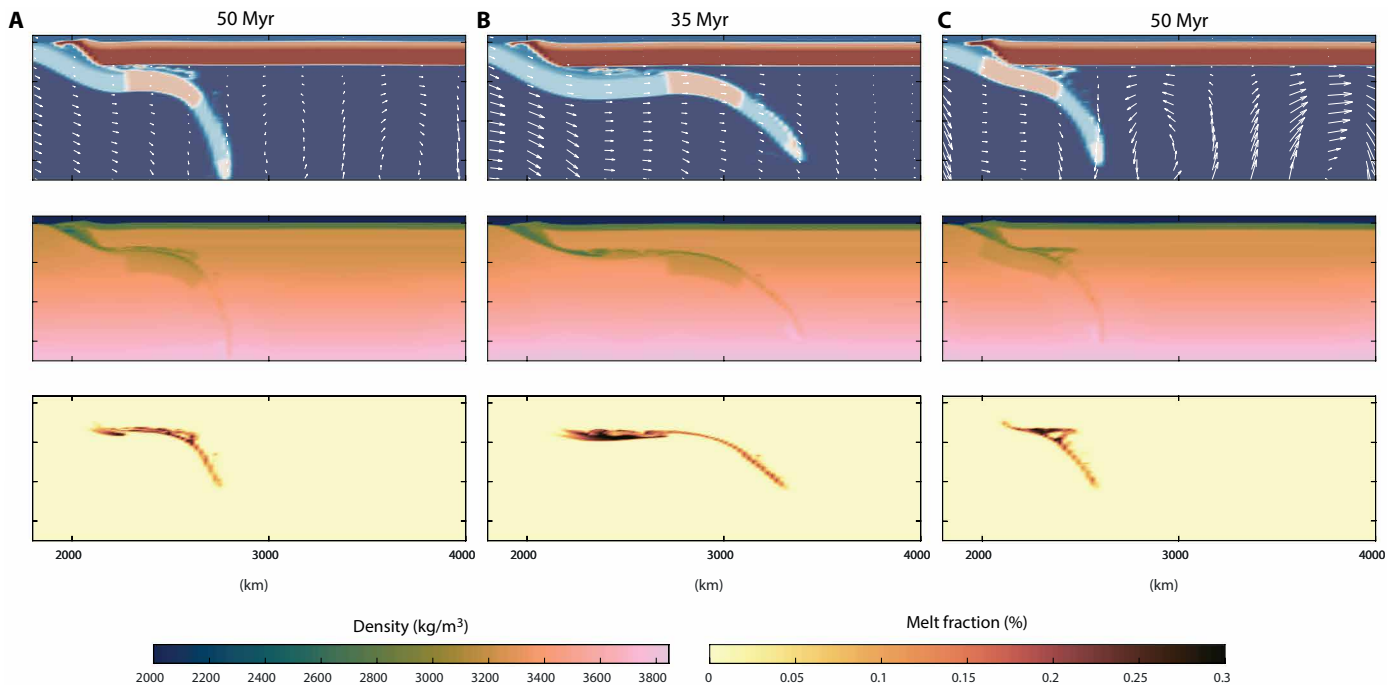 A 50 Myr B 35 Myr C 50 Myr
2000 3000 4000 2000 3000 4000 2000 3000 4000
(km) (km) (km)
Density (kg/m³) Melt fraction (%)
2000 2200 2400 2600 2800 3000 3200 3400 3600 3800 0 0.05 0.1 0.15 0.2 0.25 0.3